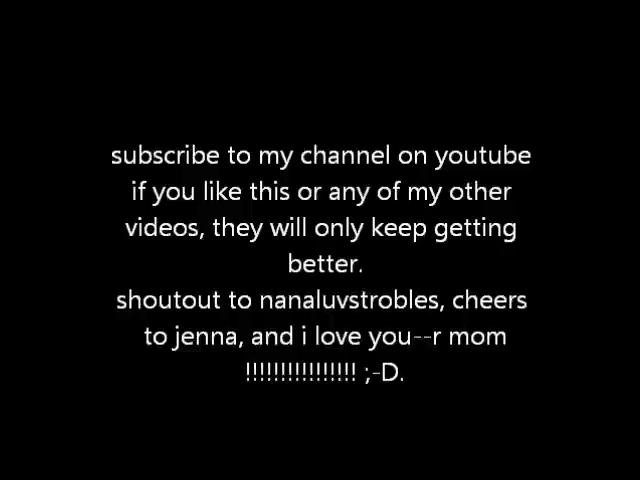 subscribe to my channel on youtube
if you like this or any of my other
videos, they will only keep getting
better.
shoutout to nanaluvstrobles, cheers
to jenna, and i love you--r mom
!!!!!!!!!!!!!!!! ;-D.